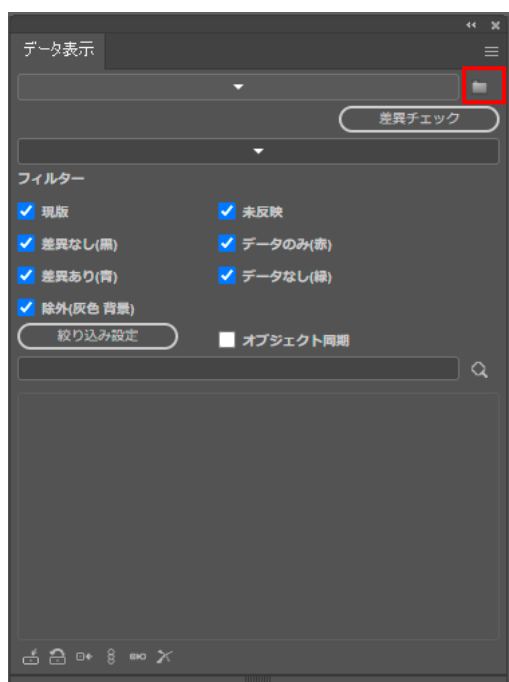 データ表示
差異チェック
フィルター
現版 未反映
差異なし(黒) データのみ(赤)
差異あり(青) データなし(緑)
除外(灰色 背景)
絞り込み設定 オブジェクト同期